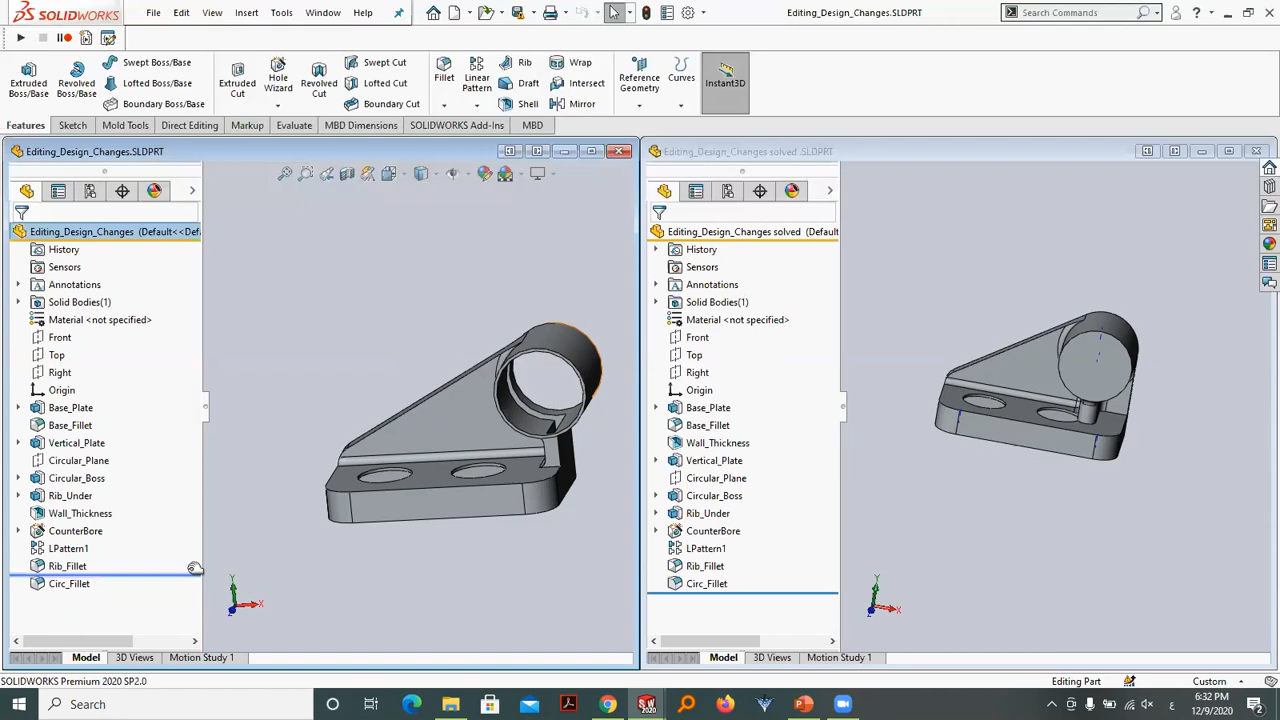 SOLIDWORKS
File Edit View Insert Tools Window Help
Editing_Design_Changes.SLDPRT
Search Commands
Extruded Boss/Base
Revolved Boss/Base
Swept Boss/Base
Lofted Boss/Base
Boundary Boss/Base
Extruded Cut
Hole Wizard
Revolved Cut
Swept Cut
Lofted Cut
Boundary Cut
Fillet
Linear Pattern
Rib
Draft
Shell
Wrap
Intersect
Mirror
Reference Geometry
Curves
Instant3D
Features Sketch Mold Tools Direct Editing Markup Evaluate MBD Dimensions SOLIDWORKS Add-Ins MBD
Editing_Design_Changes.SLDPRT
Editing_Design_Changes (Default<<Def
History
Sensors
Annotations
Solid Bodies(1)
Material <not specified>
Front
Top
Right
Origin
Base_Plate
Base_Fillet
Vertical_Plate
Circular_Plane
Circular_Boss
Rib_Under
Wall_Thickness
CounterBore
LPattern1
Rib_Fillet
Circ_Fillet
Y
X
Z
Model 3D Views Motion Study 1
Editing_Design_Changes solved .SLDPRT
Editing_Design_Changes solved (Default
History
Sensors
Annotations
Solid Bodies(1)
Material <not specified>
Front
Top
Right
Origin
Base_Plate
Base_Fillet
Wall_Thickness
Vertical_Plate
Circular_Plane
Circular_Boss
Rib_Under
CounterBore
LPattern1
Rib_Fillet
Circ_Fillet
Y
X
Z
Model 3D Views Motion Study 1
SOLIDWORKS Premium 2020 SP2.0
Editing Part
Custom
Search
6:32 PM
12/9/2020